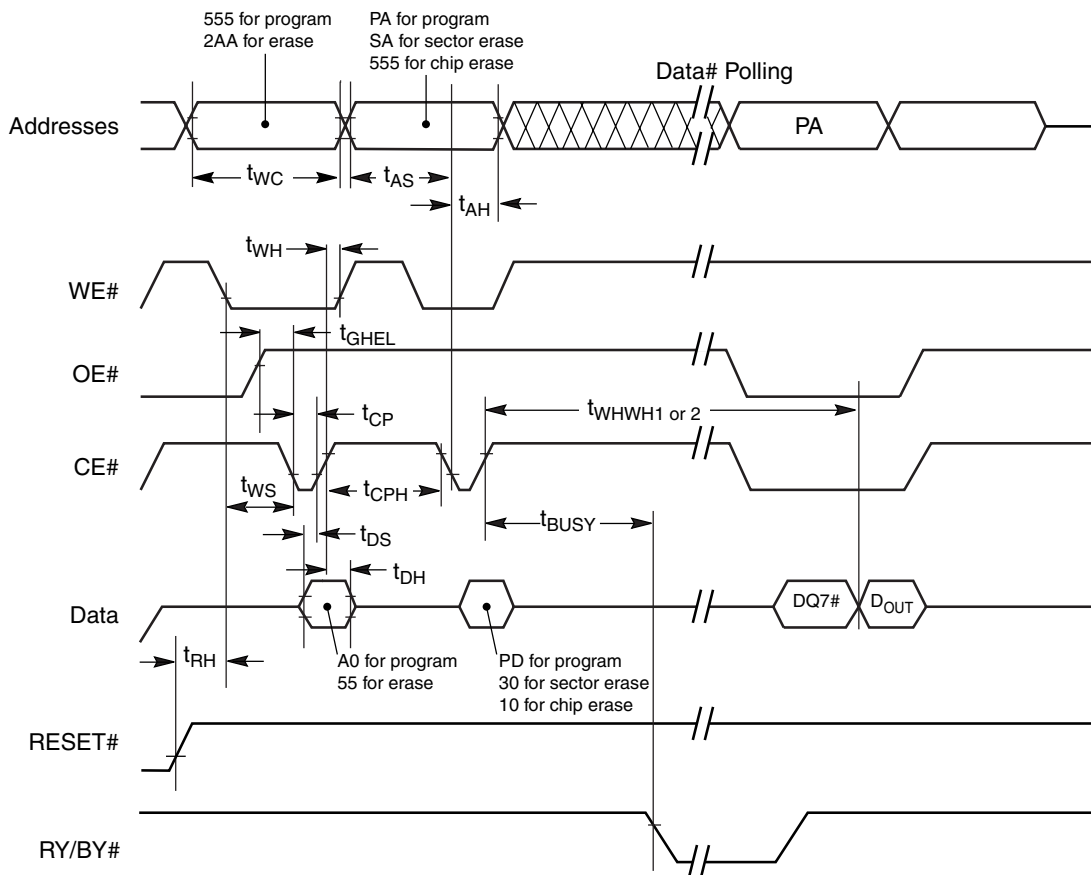 555 for program
2AA for erase
PA for program
SA for sector erase
555 for chip erase
Data# Polling
Addresses
PA
tWC
tAS
tAH
tWH
WE#
tGHEL
OE#
tWHWH1 or 2
tCP
CE#
tWS
tCPH
tBUSY
tDS
tDH
Data
DQ7#
DOUT
tRH
A0 for program
55 for erase
PD for program
30 for sector erase
10 for chip erase
RESET#
RY/BY#